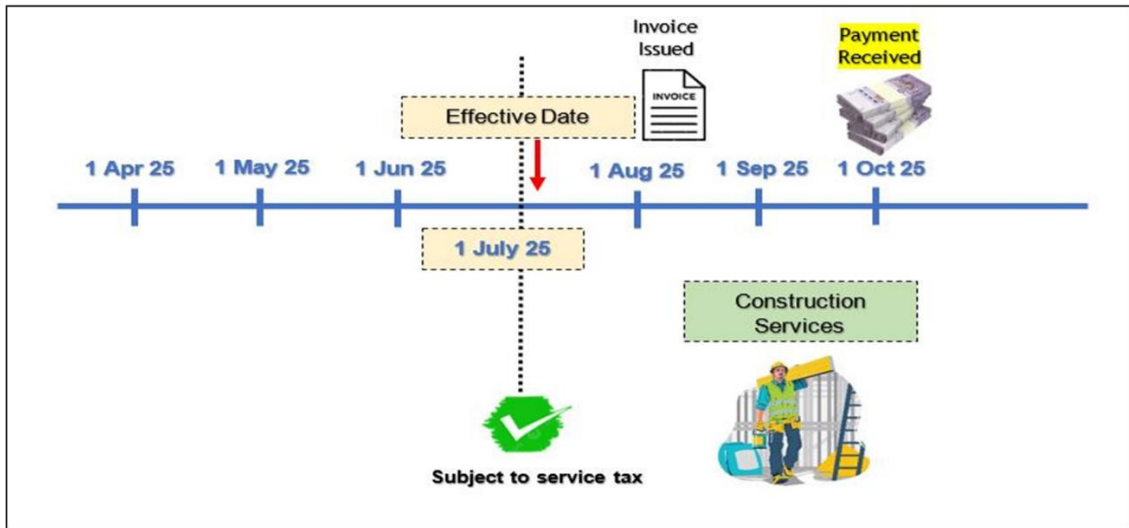 Invoice
Issued
Payment
Received
INVOICE
Effective Date
1 Apr 25
1 May 25
1 Jun 25
1 Aug 25
1 Sep 25
1 Oct 25
1 July 25
Construction
Services
Subject to service tax